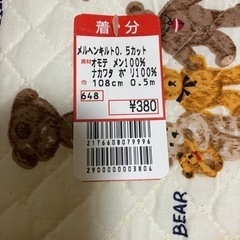 着分
メルヘンキルト0.5カット
素材 オモテ メン100%
ナカワタ ポリ100%
巾 108cm 0.5m
648
¥380
2176608079996
2900000003804
BEAR